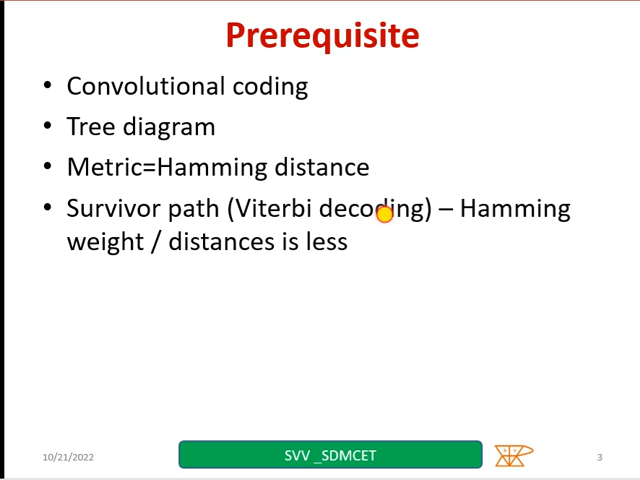 Prerequisite
• Convolutional coding
• Tree diagram
• Metric=Hamming distance
• Survivor path (Viterbi decoding) – Hamming
weight / distances is less
10/21/2022
SVV _SDMCET
3